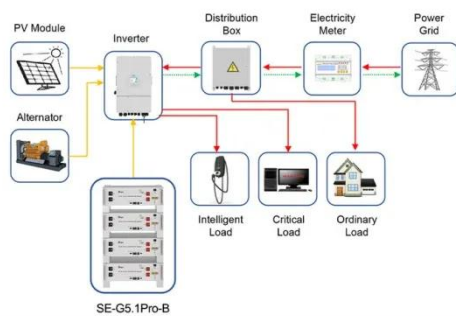 PV Module
Inverter
Distribution
Box
Electricity
Meter
Power
Grid
Alternator
Intelligent
Load
Critical
Load
Ordinary
Load
SE-G5.1Pro-B